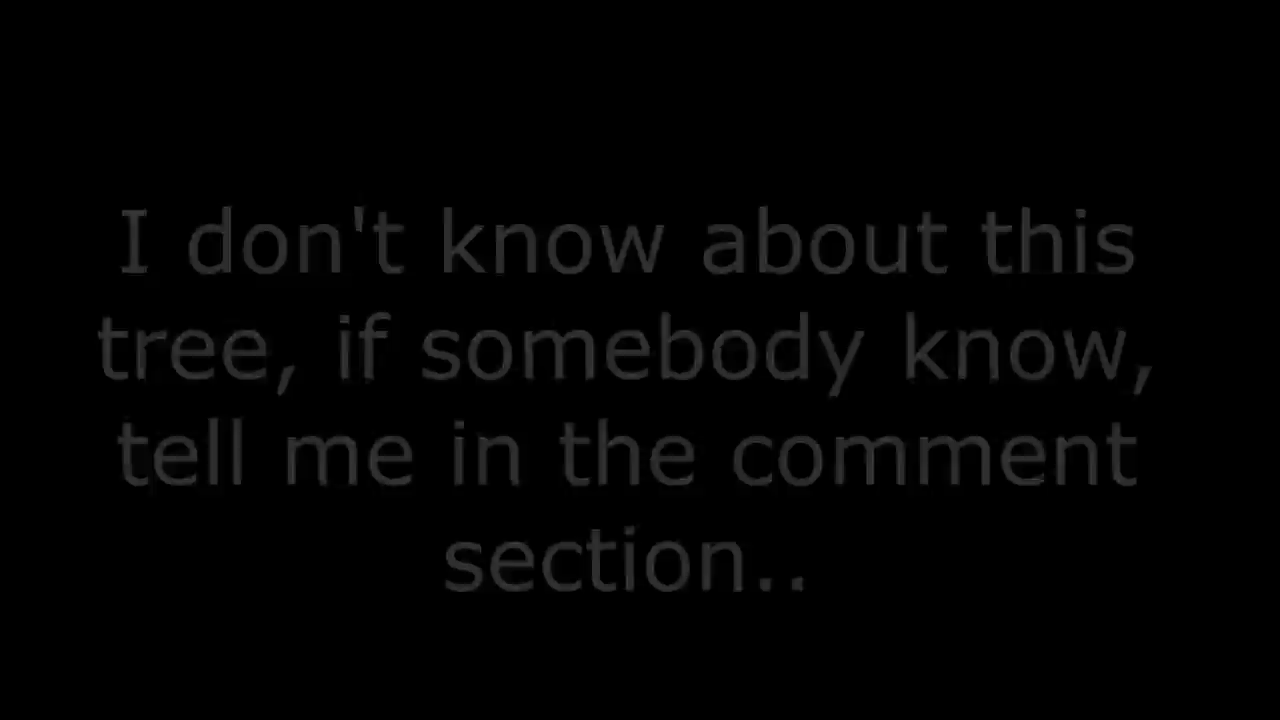 I don't know about this
tree, if somebody know,
tell me in the comment
section..